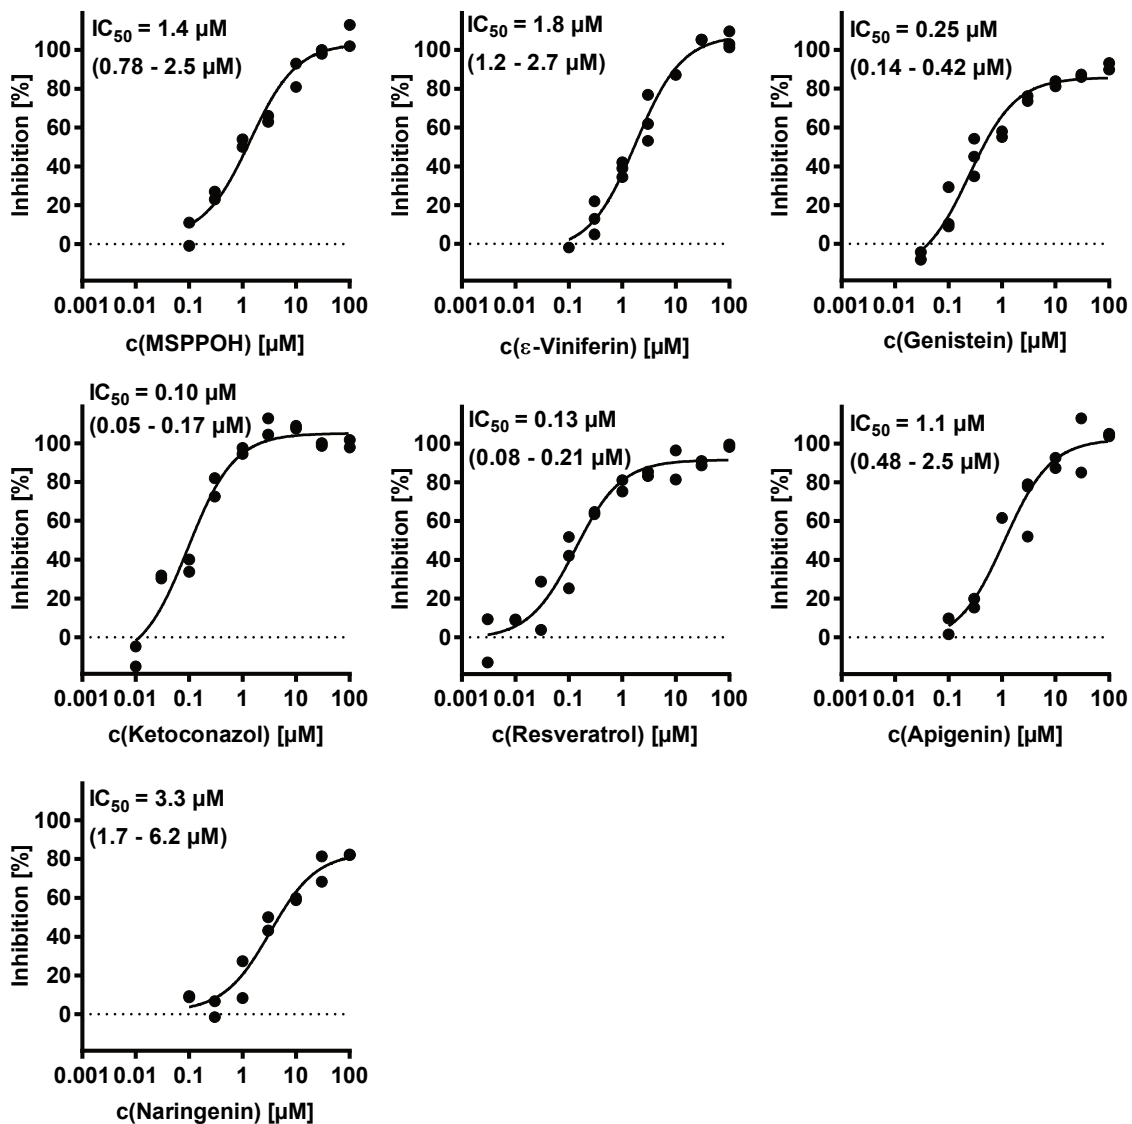 IC50 = 1.4 µM
(0.78 - 2.5 µM)
Inhibition [%]
100
80
60
40
20
0
0.001 0.01 0.1 1 10 100
c(MSPPOH) [µM]
IC50 = 1.8 µM
(1.2 - 2.7 µM)
Inhibition [%]
100
80
60
40
20
0
0.001 0.01 0.1 1 10 100
c(ε-Viniferin) [µM]
IC50 = 0.25 µM
(0.14 - 0.42 µM)
Inhibition [%]
100
80
60
40
20
0
0.001 0.01 0.1 1 10 100
c(Genistein) [µM]
IC50 = 0.10 µM
(0.05 - 0.17 µM)
Inhibition [%]
100
80
60
40
20
0
0.001 0.01 0.1 1 10 100
c(Ketoconazol) [µM]
IC50 = 0.13 µM
(0.08 - 0.21 µM)
Inhibition [%]
100
80
60
40
20
0
0.001 0.01 0.1 1 10 100
c(Resveratrol) [µM]
IC50 = 1.1 µM
(0.48 - 2.5 µM)
Inhibition [%]
100
80
60
40
20
0
0.001 0.01 0.1 1 10 100
c(Apigenin) [µM]
IC50 = 3.3 µM
(1.7 - 6.2 µM)
Inhibition [%]
100
80
60
40
20
0
0.001 0.01 0.1 1 10 100
c(Naringenin) [µM]